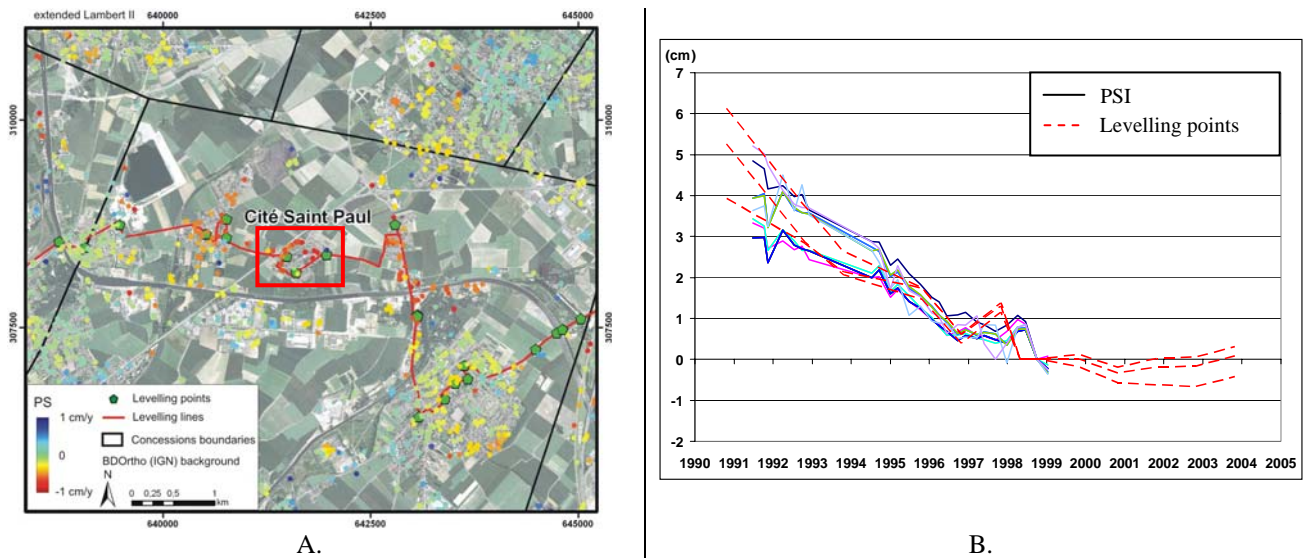 extended Lambert II
640000
642500
645000
310000
310000
307500
307500
Cité Saint Paul
PS
1 cm/y
0
-1 cm/y
Levelling points
Levelling lines
Concessions boundaries
BDOrtho (IGN) background
N
0 0.25 0.5 1
km
640000
642500
645000
A.
(cm)
7
6
5
4
3
2
1
0
-1
-2
PSI
Levelling points
1990 1991 1992 1993 1994 1995 1996 1997 1998 1999 2000 2001 2002 2003 2004 2005
B.